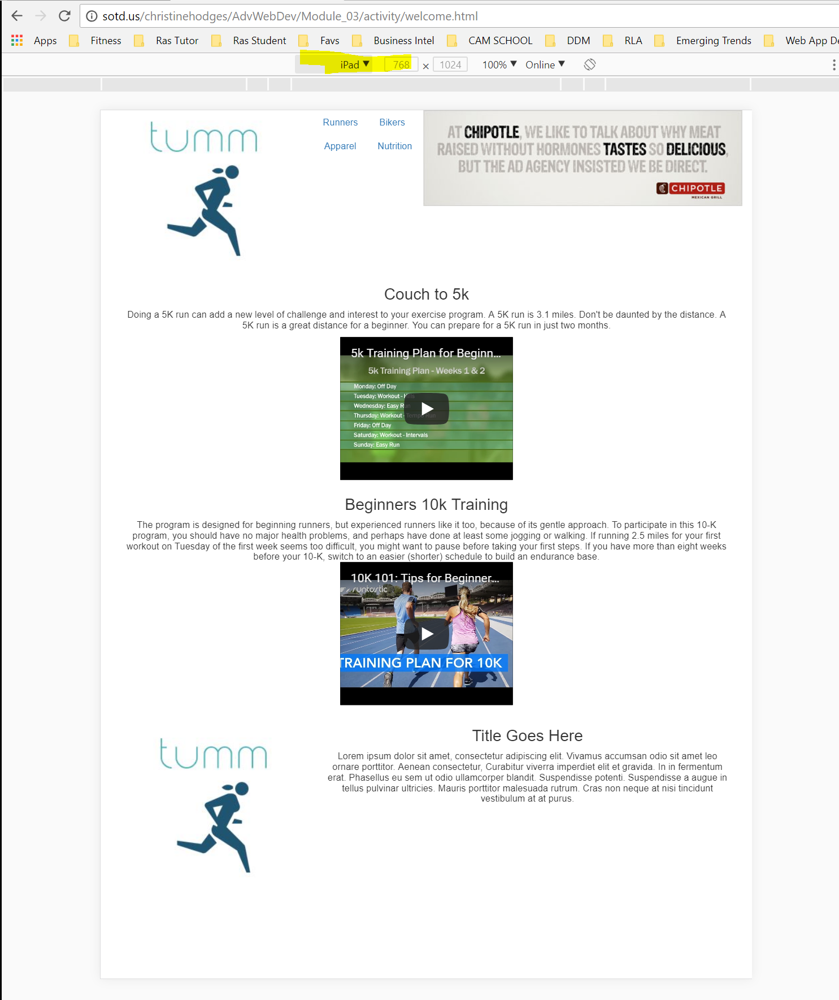 sotd.us/christinehodges/AdvWebDev/Module_03/activity/welcome.html
Apps Fitness Ras Tutor Ras Student Favs Business Intel CAM SCHOOL DDM RLA Emerging Trends Web App De
iPad ▼ 768 × 1024 100% ▼ Online ▼
tumm
Runners Bikers
Apparel Nutrition
AT CHIPOTLE, WE LIKE TO TALK ABOUT WHY MEAT
RAISED WITHOUT HORMONES TASTES SO DELICIOUS,
BUT THE AD AGENCY INSISTED WE BE DIRECT.
CHIPOTLE
MEXICAN GRILL
Couch to 5k
Doing a 5K run can add a new level of challenge and interest to your exercise program. A 5K run is 3.1 miles. Don't be daunted by the distance. A
5K run is a great distance for a beginner. You can prepare for a 5K run in just two months.
5k Training Plan for Beginn...
5k Training Plan - Weeks 1 & 2
Monday: Off Day
Tuesday: Workout - Hills
Wednesday: Easy Run
Thursday: Workout - Tempo Run
Friday: Off Day
Saturday: Workout - Intervals
Sunday: Easy Run
Beginners 10k Training
The program is designed for beginning runners, but experienced runners like it too, because of its gentle approach. To participate in this 10-K
program, you should have no major health problems, and perhaps have done at least some jogging or walking. If running 2.5 miles for your first
workout on Tuesday of the first week seems too difficult, you might want to pause before taking your first steps. If you have more than eight weeks
before your 10-K, switch to an easier (shorter) schedule to build an endurance base.
10K 101: Tips for Beginner...
runtastic
TRAINING PLAN FOR 10K
tumm
Title Goes Here
Lorem ipsum dolor sit amet, consectetur adipiscing elit. Vivamus accumsan odio sit amet leo
ornare porttitor. Aenean consectetur, Curabitur viverra imperdiet elit et gravida. In in fermentum
erat. Phasellus eu sem ut odio ullamcorper blandit. Suspendisse potenti. Suspendisse a augue in
tellus pulvinar ultricies. Mauris porttitor malesuada rutrum. Cras non neque at nisi tincidunt
vestibulum at at purus.